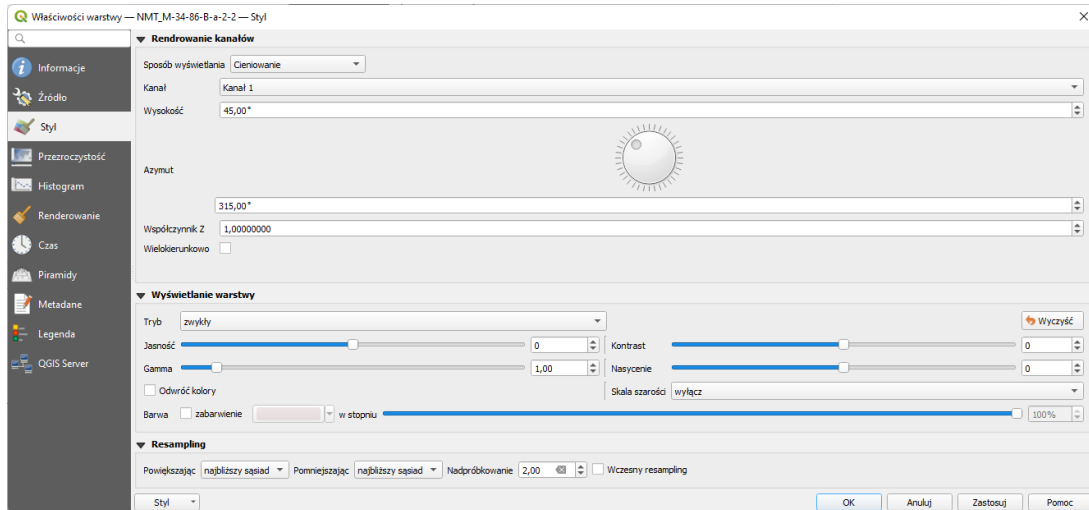 Właściwości warstwy — NMT_M-34-86-B-a-2-2 — Styl
Informacje
Źródło
Styl
Przezroczystość
Histogram
Renderowanie
Czas
Piramidy
Metadane
Legenda
QGIS Server
Rendrowanie kanałów
Sposób wyświetlania Cieniowanie
Kanał Kanał 1
Wysokość 45,00°
Azymut
315,00°
Współczynnik Z 1,00000000
Wielokierunkowo
Wyświetlanie warstwy
Tryb zwykły Wyczyść
Jasność 0 Kontrast 0
Gamma 1,00 Nasycenie 0
Odwróć kolory Skala szarości wyłącz
Barwa zabarwienie w stopniu 100%
Resampling
Powiększając najbliższy sąsiad Pomniejszając najbliższy sąsiad Nadpróbkowanie 2,00 Wczesny resampling
Styl OK Anuluj Zastosuj Pomoc